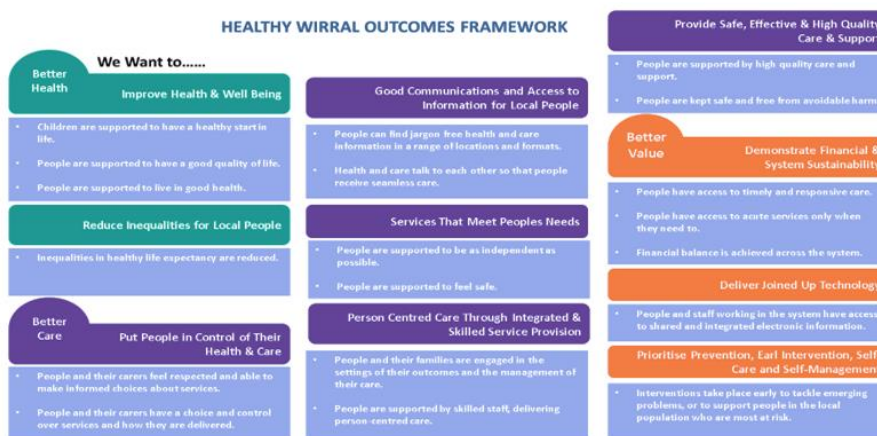 HEALTHY WIRRAL OUTCOMES FRAMEWORK
We Want to......
Better
Health
Improve Health & Well Being
• Children are supported to have a healthy start in
life.
• People are supported to have a good quality of life.
• People are supported to live in good health.
Reduce Inequalities for Local People
• Inequalities in healthy life expectancy are reduced.
Better
Care
Put People in Control of Their
Health & Care
• People and their carers feel respected and able to
make informed choices about services.
• People and their carers have a choice and control
over services and how they are delivered.
Good Communications and Access to
Information for Local People
• People can find jargon free health and care
information in a range of locations and formats.
• Health and care talk to each other so that people
receive seamless care.
Services That Meet Peoples Needs
• People are supported to be as independent as
possible.
• People are supported to feel safe.
Person Centred Care Through Integrated &
Skilled Service Provision
• People and their families are engaged in the
settings of their outcomes and the management of
their care.
• People are supported by skilled staff, delivering
person-centred care.
Provide Safe, Effective & High Quality
Care & Support
• People are supported by high quality care and
support.
• People are kept safe and free from avoidable harm
Better
Value
Demonstrate Financial &
System Sustainability
• People have access to timely and responsive care.
• People have access to acute services only when
they need to.
• Financial balance is achieved across the system.
Deliver Joined Up Technology
• People and staff working in the system have access
to shared and integrated electronic information.
Prioritise Prevention, Earl Intervention, Self
Care and Self-Management
• Interventions take place early to tackle emerging
problems, or to support people in the local
population who are most at risk.